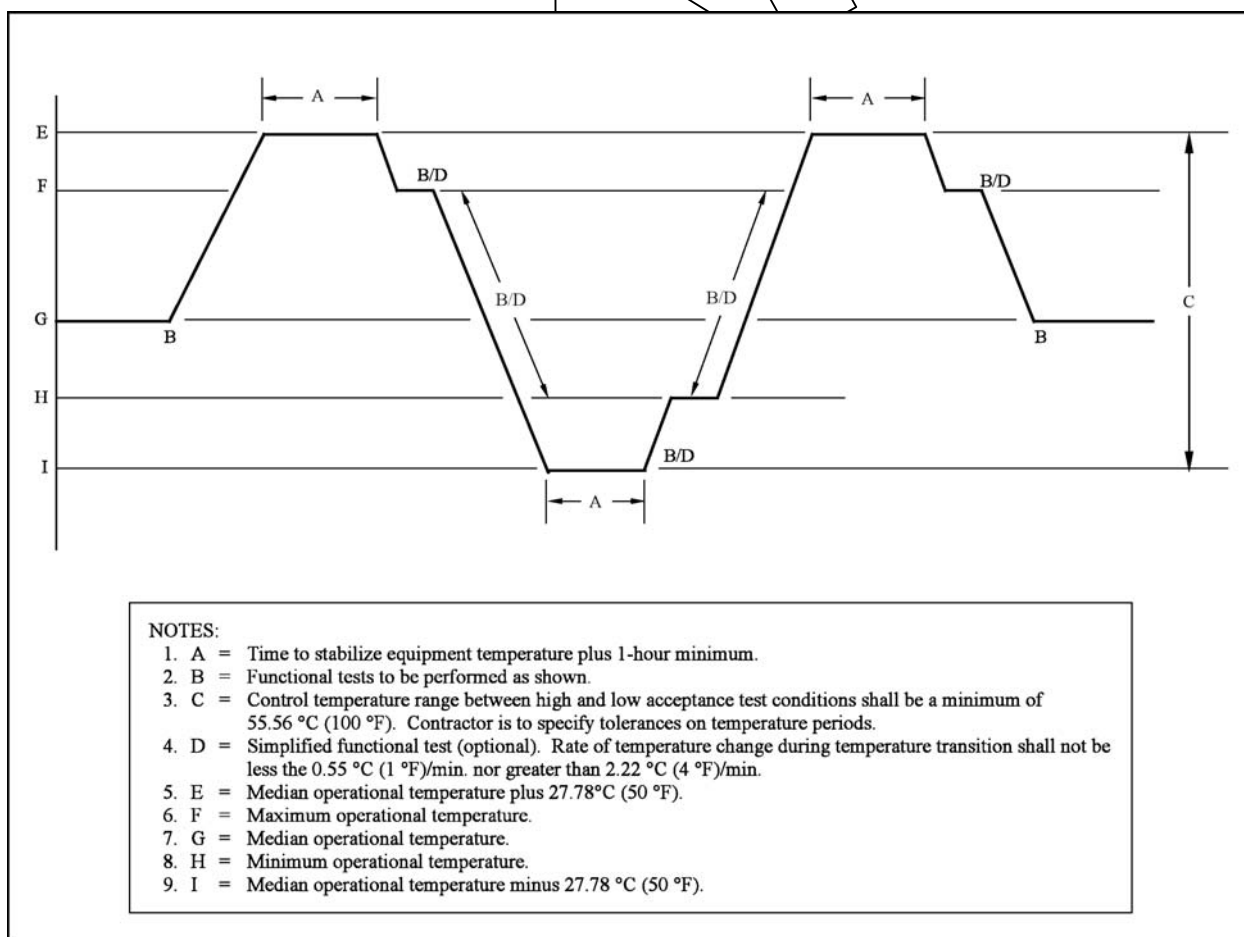 A
A
E
F
B/D
B/D
B/D
B/D
C
G
B
B
H
I
B/D
A
NOTES:
1. A = Time to stabilize equipment temperature plus 1-hour minimum.
2. B = Functional tests to be performed as shown.
3. C = Control temperature range between high and low acceptance test conditions shall be a minimum of
55.56 °C (100 °F). Contractor is to specify tolerances on temperature periods.
4. D = Simplified functional test (optional). Rate of temperature change during temperature transition shall not be
less the 0.55 °C (1 °F)/min. nor greater than 2.22 °C (4 °F)/min.
5. E = Median operational temperature plus 27.78°C (50 °F).
6. F = Maximum operational temperature.
7. G = Median operational temperature.
8. H = Minimum operational temperature.
9. I = Median operational temperature minus 27.78 °C (50 °F).